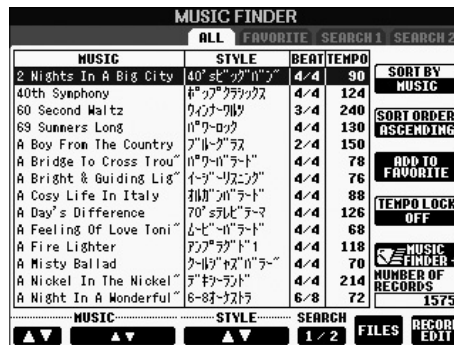 MUSIC FINDER
ALL FAVORITE SEARCH 1 SEARCH 2
MUSIC STYLE BEAT TEMPO
2 Nights In A Big City 40'sビッグバンド 4/4 90
40th Symphony ポップクラシックス 4/4 124
60 Second Waltz ウィンナーワルツ 3/4 240
69 Summers Long パワーロック 4/4 130
A Boy From The Country ブルーグラス 2/4 150
A Bridge To Cross Trou~ パワーバラード 4/4 78
A Bright & Guiding Lig~ イージーリスニング 4/4 76
A Cosy Life In Italy オルガンバラード 4/4 88
A Day's Difference 70'sテレビテーマ 4/4 126
A Feeling Of Love Toni~ ムービーバラード 4/4 68
A Fire Lighter アンプラグド1 4/4 118
A Misty Ballad クールジャズバラ~ 4/4 70
A Nickel In The Nickel~ デキシーランド 4/4 214
A Night In A Wonderful~ 6-8オーケストラ 6/8 72
SORT BY
MUSIC
SORT ORDER
ASCENDING
ADD TO
FAVORITE
TEMPO LOCK
OFF
MUSIC
FINDER
NUMBER OF
RECORDS
1575
MUSIC STYLE SEARCH
▲▼ ▲▼ ▲▼ 1/2 FILES RECORD
EDIT